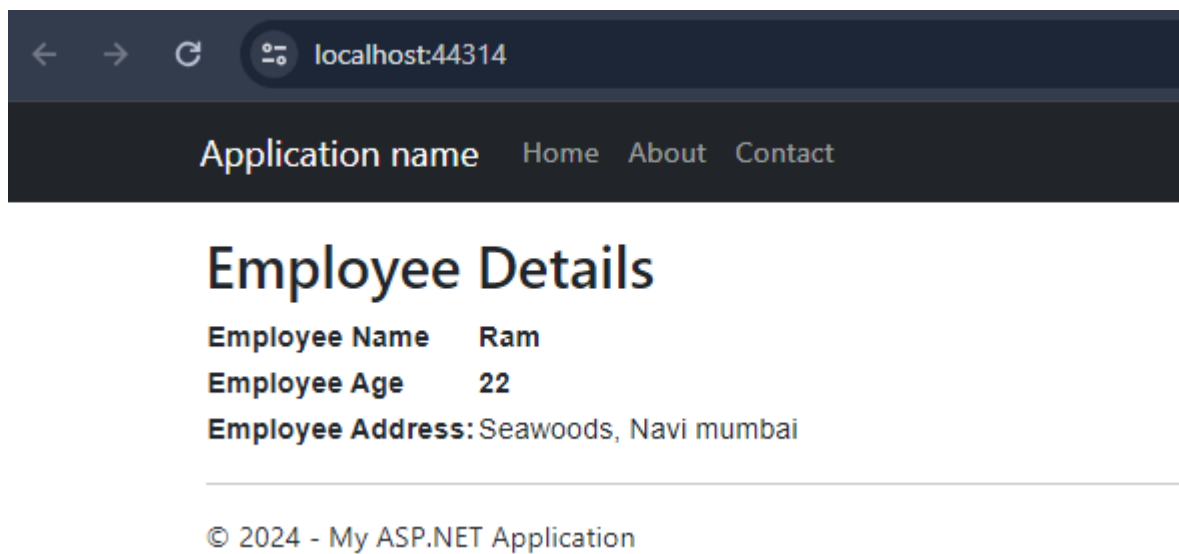 localhost:44314
Application name Home About Contact
Employee Details
Employee Name Ram
Employee Age 22
Employee Address: Seawoods, Navi mumbai
© 2024 - My ASP.NET Application